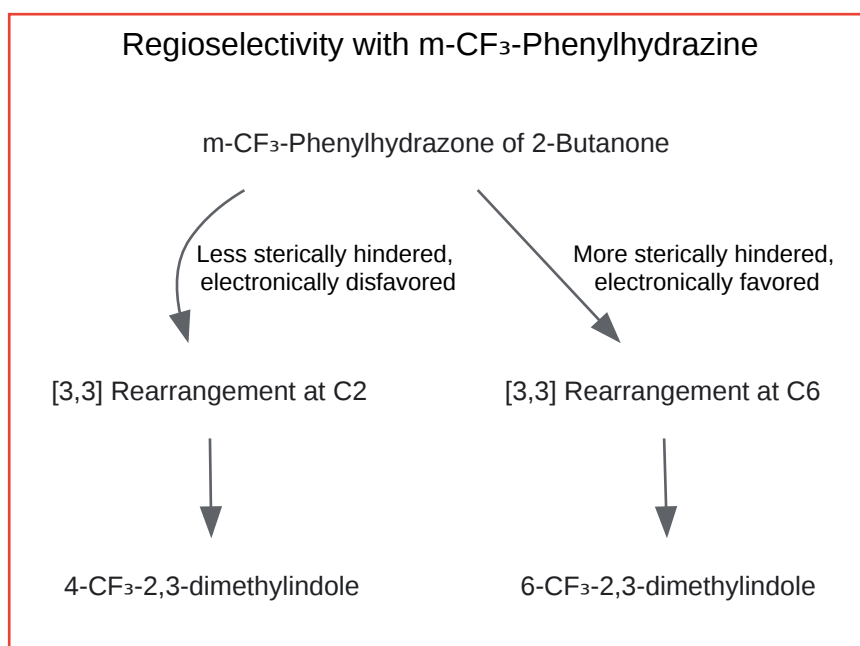 Regioselectivity with m-CF₃-Phenylhydrazine
m-CF₃-Phenylhydrazone of 2-Butanone
Less sterically hindered,
electronically disfavored
More sterically hindered,
electronically favored
[3,3] Rearrangement at C2
[3,3] Rearrangement at C6
4-CF₃-2,3-dimethylindole
6-CF₃-2,3-dimethylindole